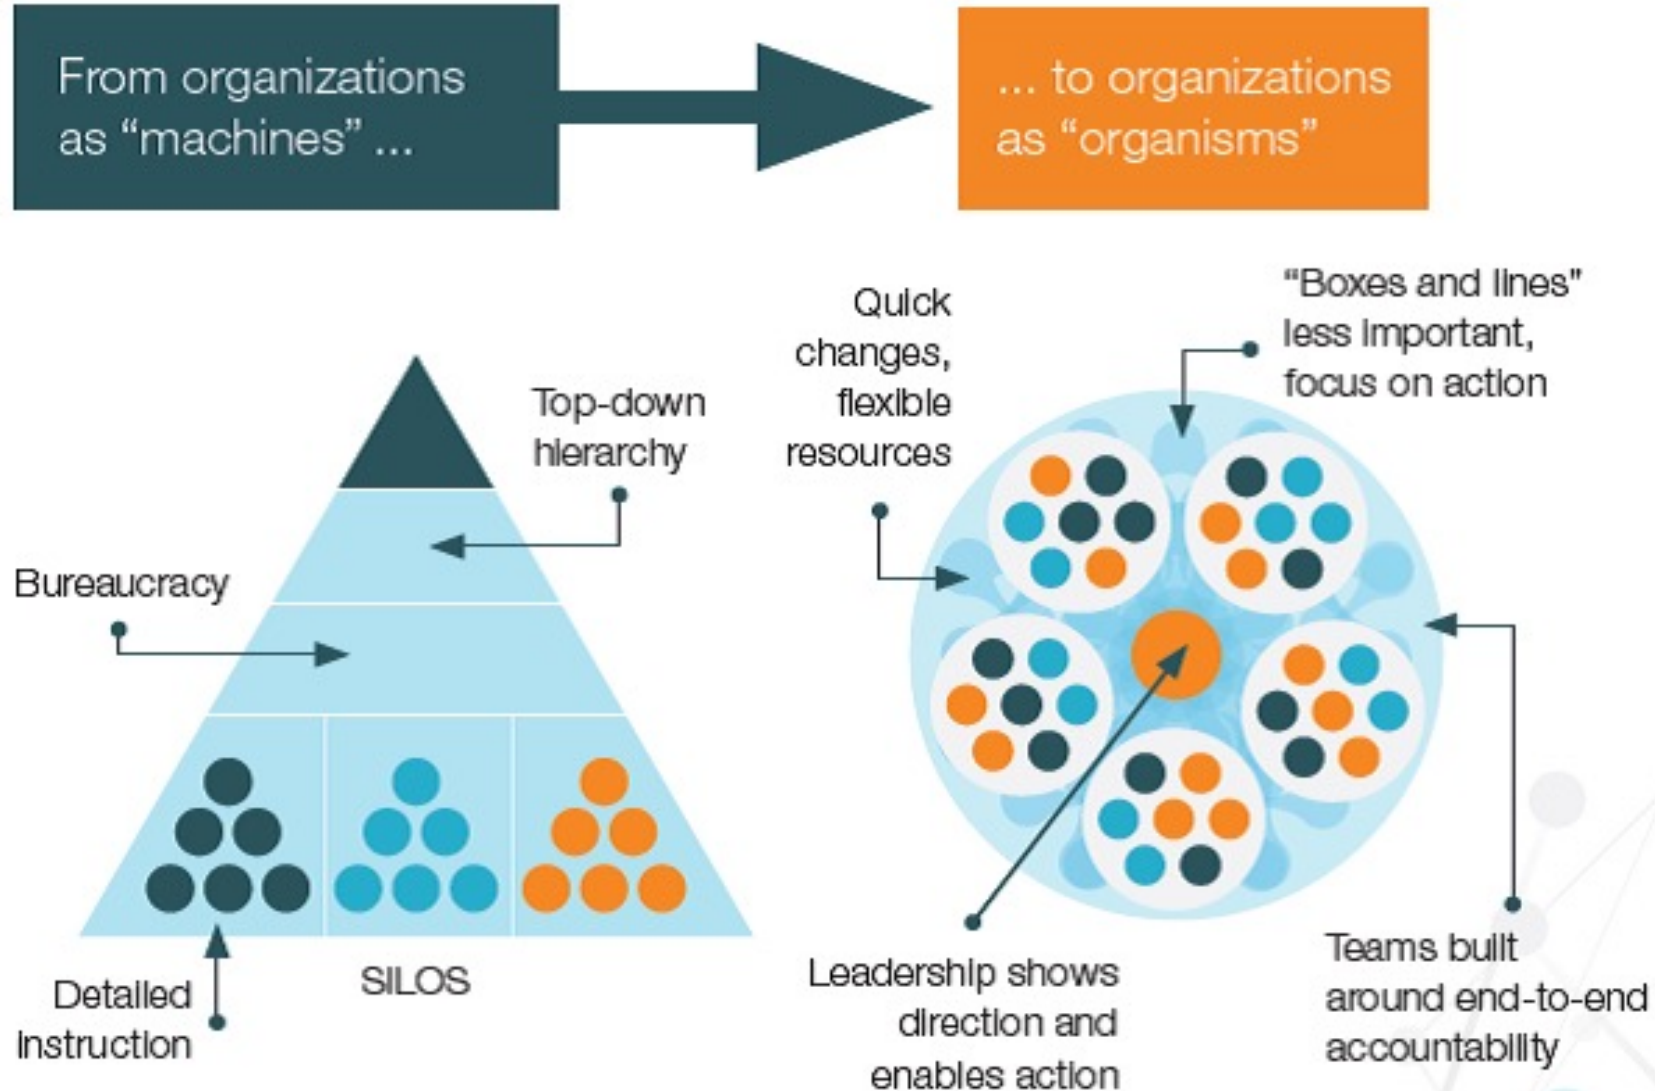 From organizations
as “machines” ...
... to organizations
as “organisms”
Top-down
hierarchy
Bureaucracy
Detailed
instruction
SILOS
Quick
changes,
flexible
resources
“Boxes and lines"
less important,
focus on action
Leadership shows
direction and
enables action
Teams built
around end-to-end
accountability